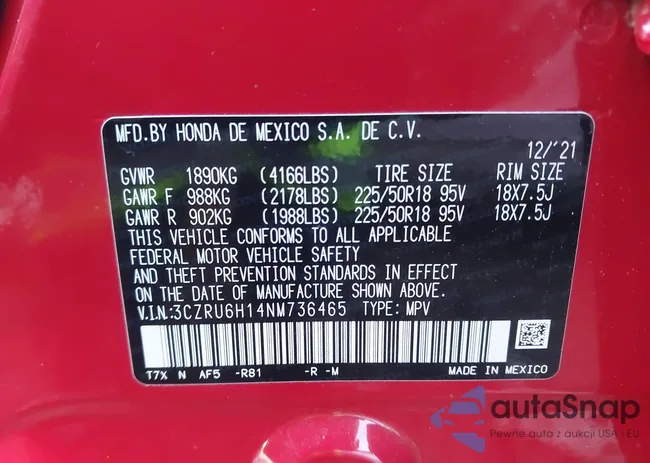 MFD.BY HONDA DE MEXICO S.A. DE C.V.
12/'21
GVWR 1890KG (4166LBS) TIRE SIZE RIM SIZE
GAWR F 988KG (2178LBS) 225/50R18 95V 18X7.5J
GAWR R 902KG (1988LBS) 225/50R18 95V 18X7.5J
THIS VEHICLE CONFORMS TO ALL APPLICABLE
FEDERAL MOTOR VEHICLE SAFETY
AND THEFT PREVENTION STANDARDS IN EFFECT
ON THE DATE OF MANUFACTURE SHOWN ABOVE.
V.I.N:3CZRU6H14NM736465 TYPE: MPV
T7X N AF5 -R81 -R -M MADE IN MEXICO
autaSnap
Pewne auta z aukcji USA - EU